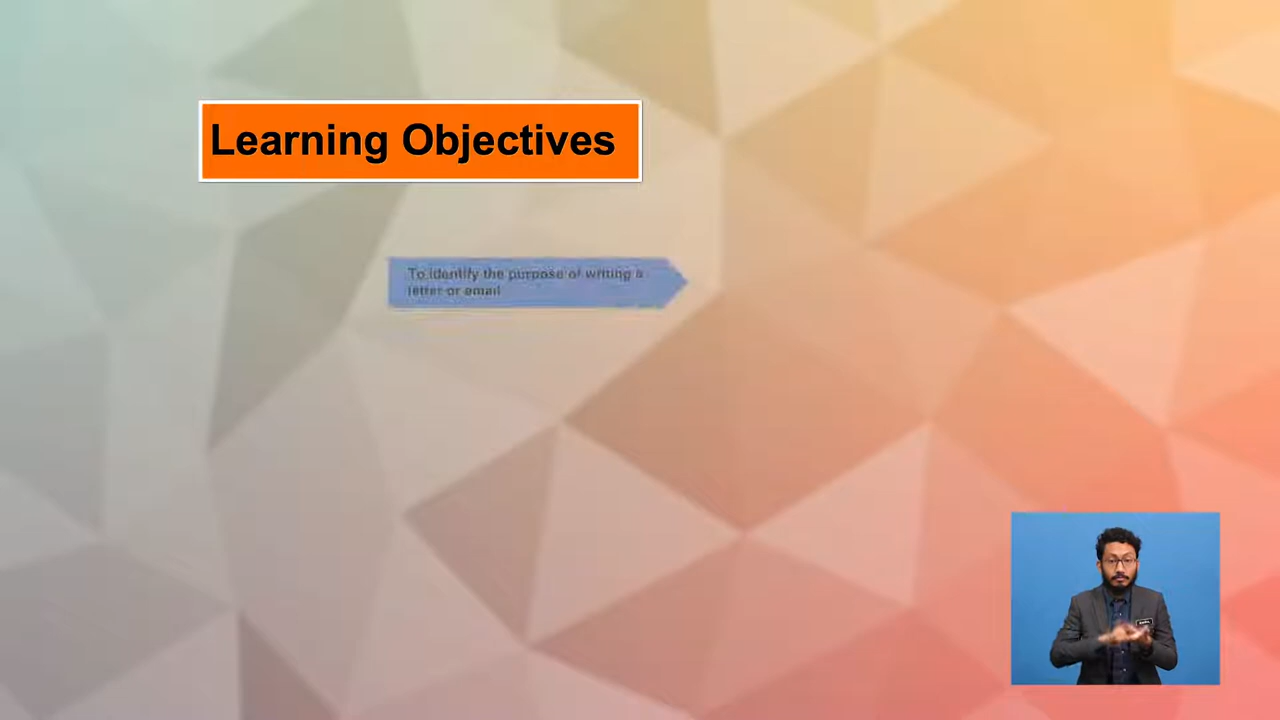 Learning Objectives
To identify the purpose of writing a
letter or email